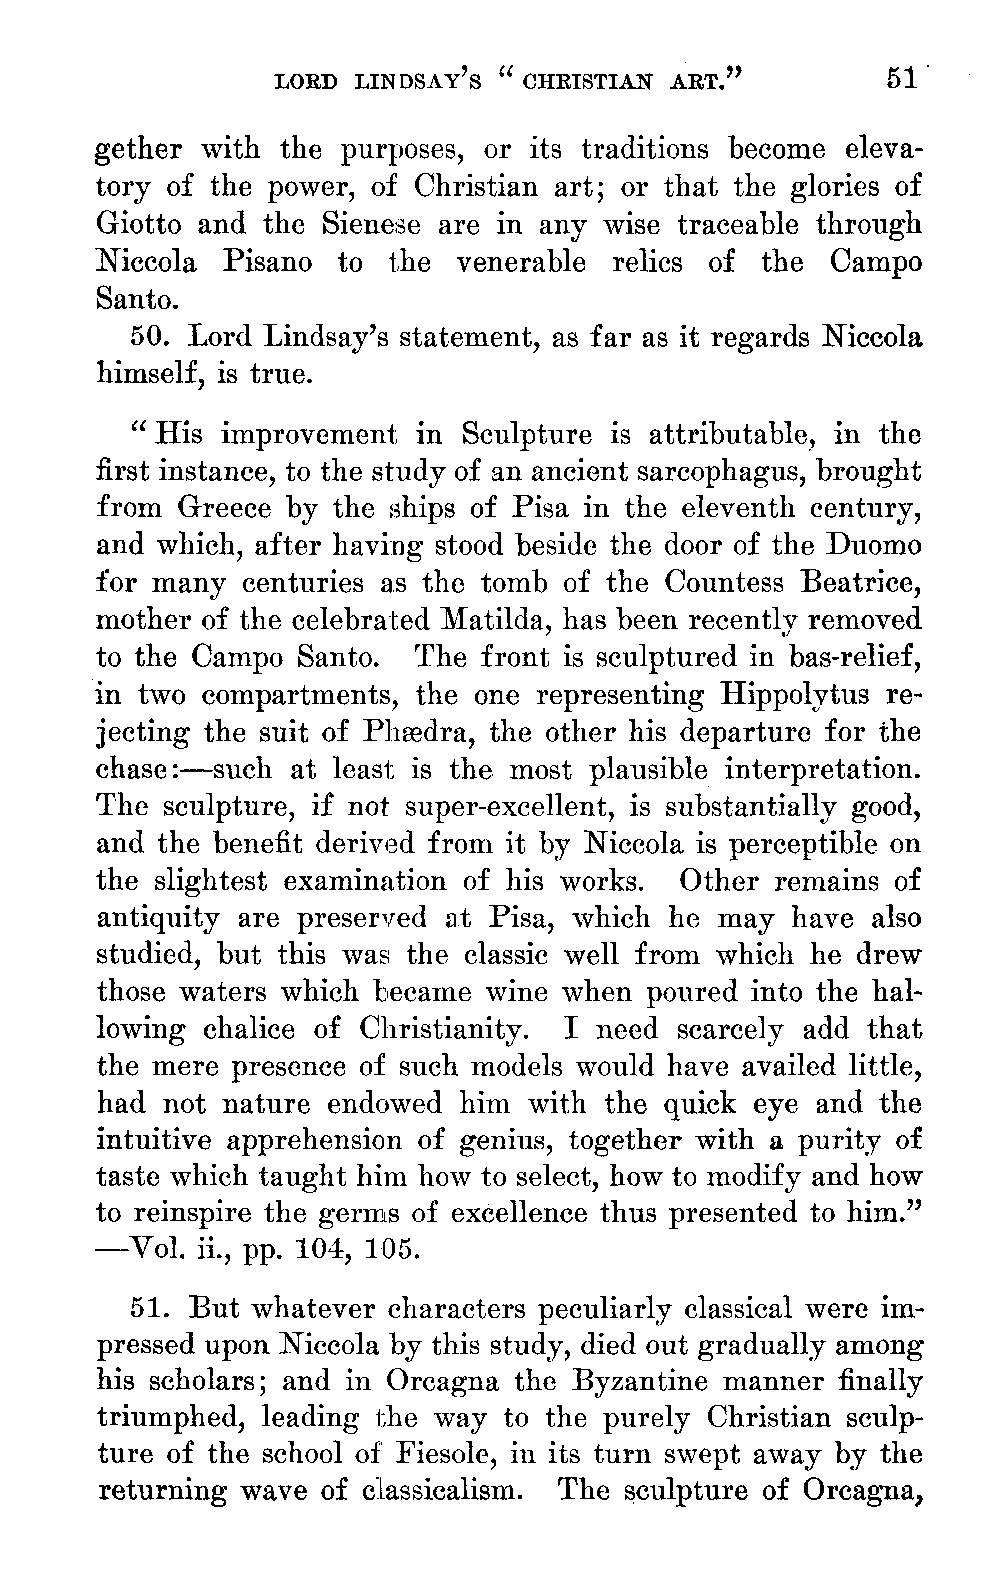 LORD LINDSAY'S "CHRISTIAN ART." 51
gether with the purposes, or its traditions become eleva-
tory of the power, of Christian art; or that the glories of
Giotto and the Sienese are in any wise traceable through
Niccola Pisano to the venerable relics of the Campo
Santo.
50. Lord Lindsay's statement, as far as it regards Niccola
himself, is true.
"His improvement in Sculpture is attributable, in the
first instance, to the study of an ancient sarcophagus, brought
from Greece by the ships of Pisa in the eleventh century,
and which, after having stood beside the door of the Duomo
for many centuries as the tomb of the Countess Beatrice,
mother of the celebrated Matilda, has been recently removed
to the Campo Santo. The front is sculptured in bas-relief,
in two compartments, the one representing Hippolytus re-
jecting the suit of Phædra, the other his departure for the
chase:—such at least is the most plausible interpretation.
The sculpture, if not super-excellent, is substantially good,
and the benefit derived from it by Niccola is perceptible on
the slightest examination of his works. Other remains of
antiquity are preserved at Pisa, which he may have also
studied, but this was the classic well from which he drew
those waters which became wine when poured into the hal-
lowing chalice of Christianity. I need scarcely add that
the mere presence of such models would have availed little,
had not nature endowed him with the quick eye and the
intuitive apprehension of genius, together with a purity of
taste which taught him how to select, how to modify and how
to reinspire the germs of excellence thus presented to him."
—Vol. ii., pp. 104, 105.
51. But whatever characters peculiarly classical were im-
pressed upon Niccola by this study, died out gradually among
his scholars; and in Orcagna the Byzantine manner finally
triumphed, leading the way to the purely Christian sculp-
ture of the school of Fiesole, in its turn swept away by the
returning wave of classicalism. The sculpture of Orcagna,